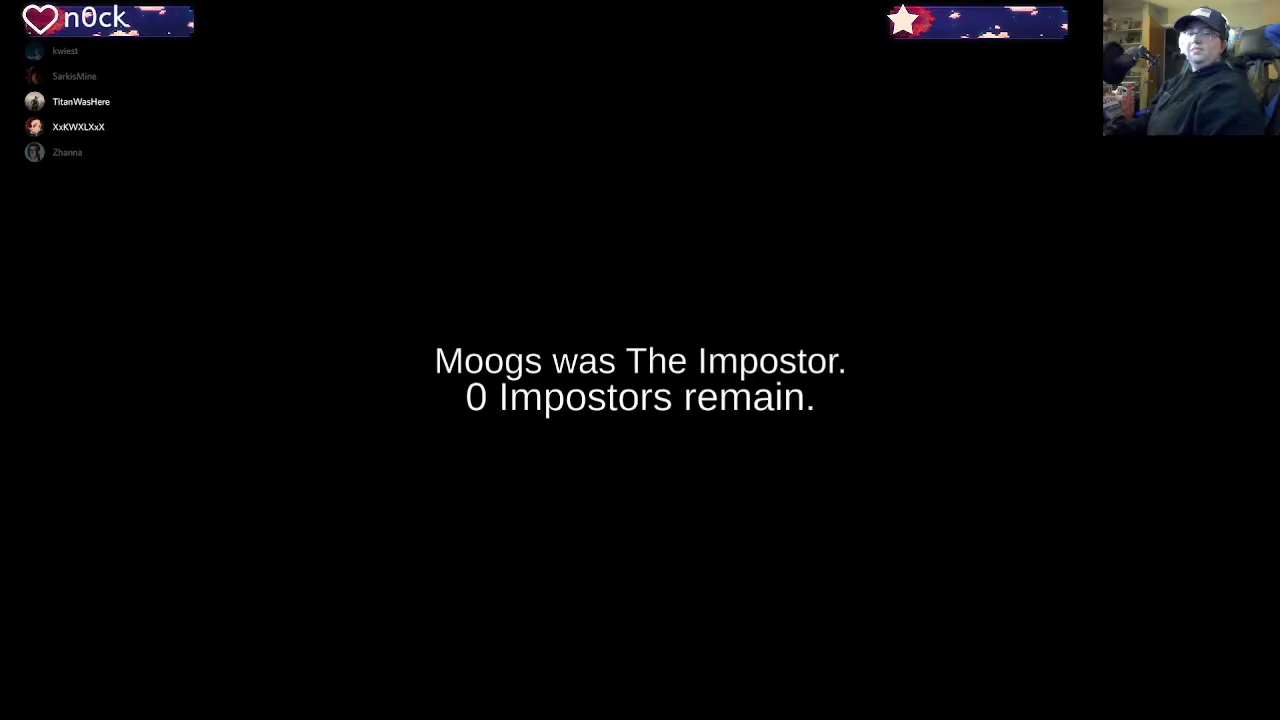 n0ck
kwiest
SarkisMine
TitanWasHere
XxKWXLXxX
Zhanna
Moogs was The Impostor.
0 Impostors remain.